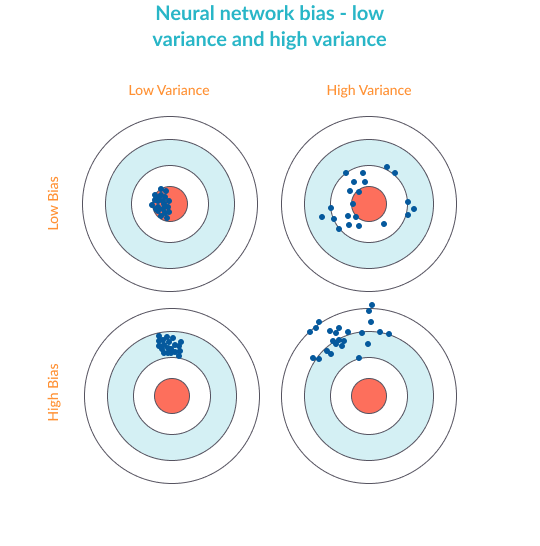 Neural network bias - low
variance and high variance
Low Variance
High Variance
Low Bias
High Bias